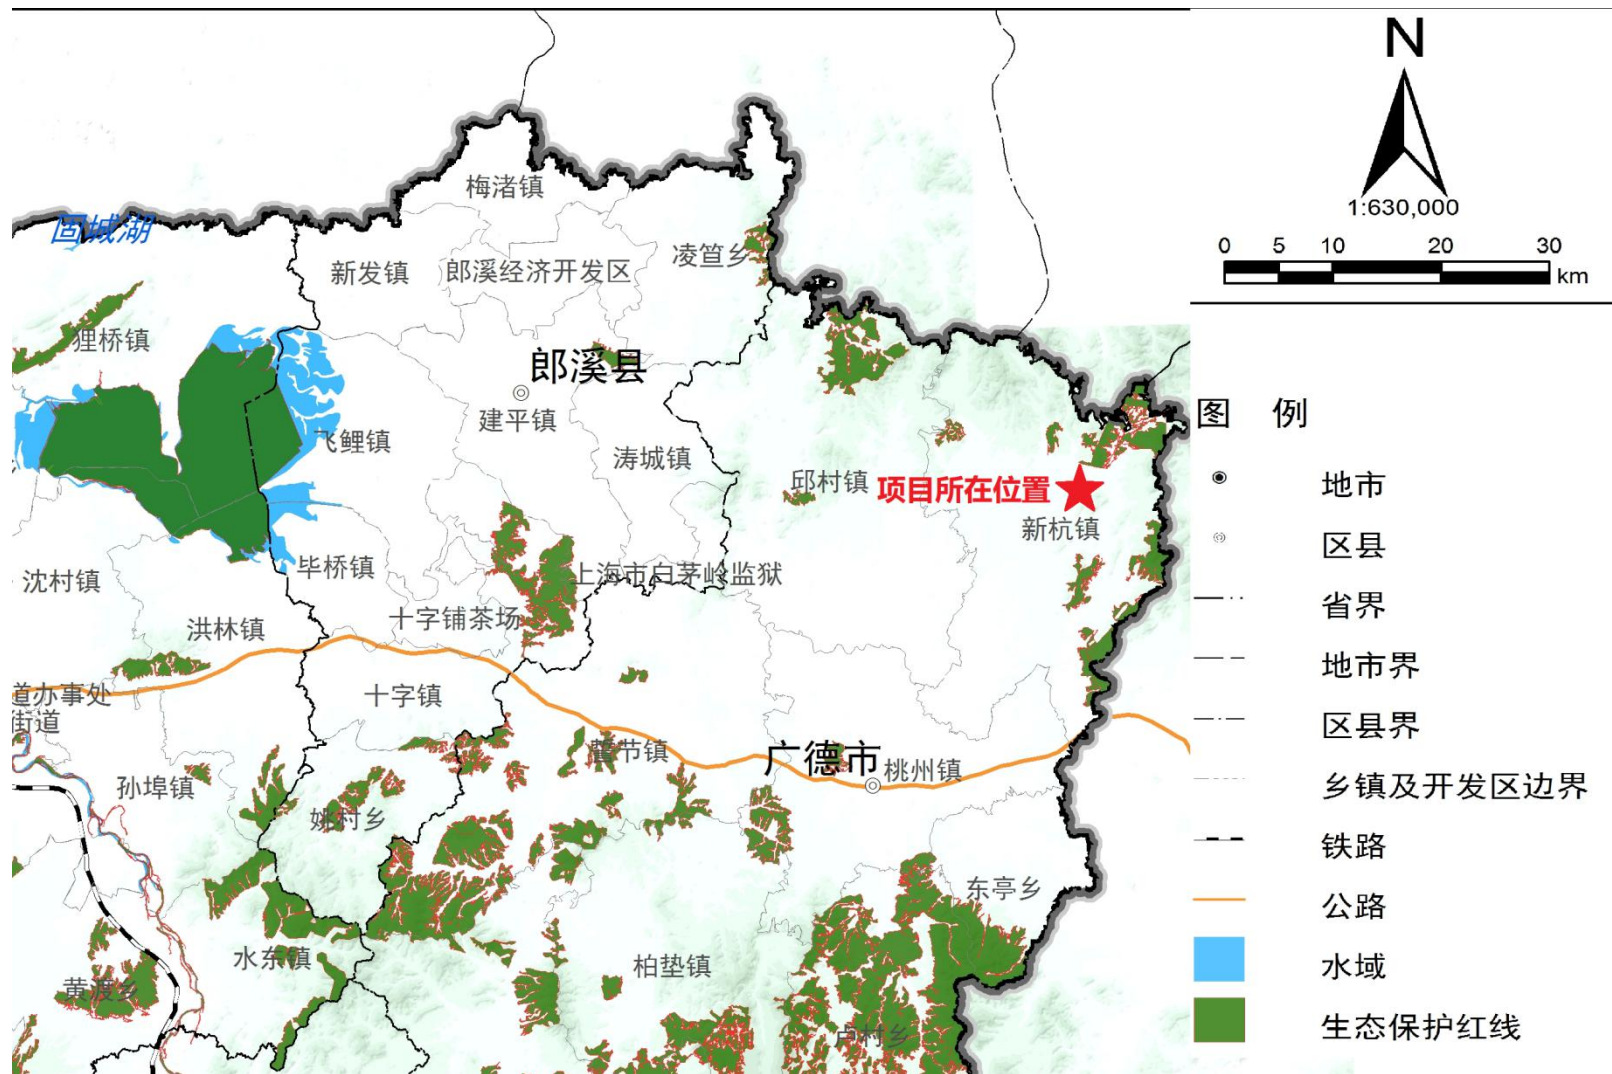 N
1:630,000
0 5 10 20 30
km
梅渚镇
固城湖
新发镇
郎溪经济开发区
凌笪乡
狸桥镇
郎溪县
建平镇
飞鲤镇
涛城镇
邱村镇
项目所在位置
新杭镇
沈村镇
毕桥镇
上海市白茅岭监狱
洪林镇
十字铺茶场
道办事处
街道
十字镇
誓节镇
广德市
桃州镇
孙埠镇
姚村乡
东亭乡
水东镇
柏垫镇
黄渡乡
卢村乡
图 例
地市
区县
省界
地市界
区县界
乡镇及开发区边界
铁路
公路
水域
生态保护红线